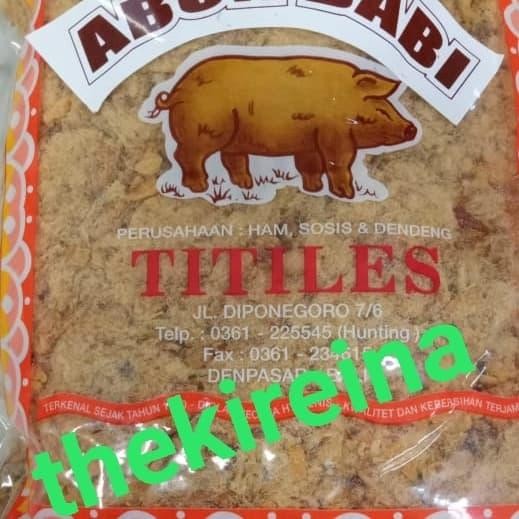 ABON BABI
PERUSAHAAN : HAM, SOSIS & DENDENG
TITILES
JL. DIPONEGORO 7/6
Telp. : 0361 - 225545 (Hunting)
Fax : 0361 -
DENPASAR
TERKENAL SEJAK TAHUN KWALITET DAN KEBERSIHAN TERJAM
thekireina